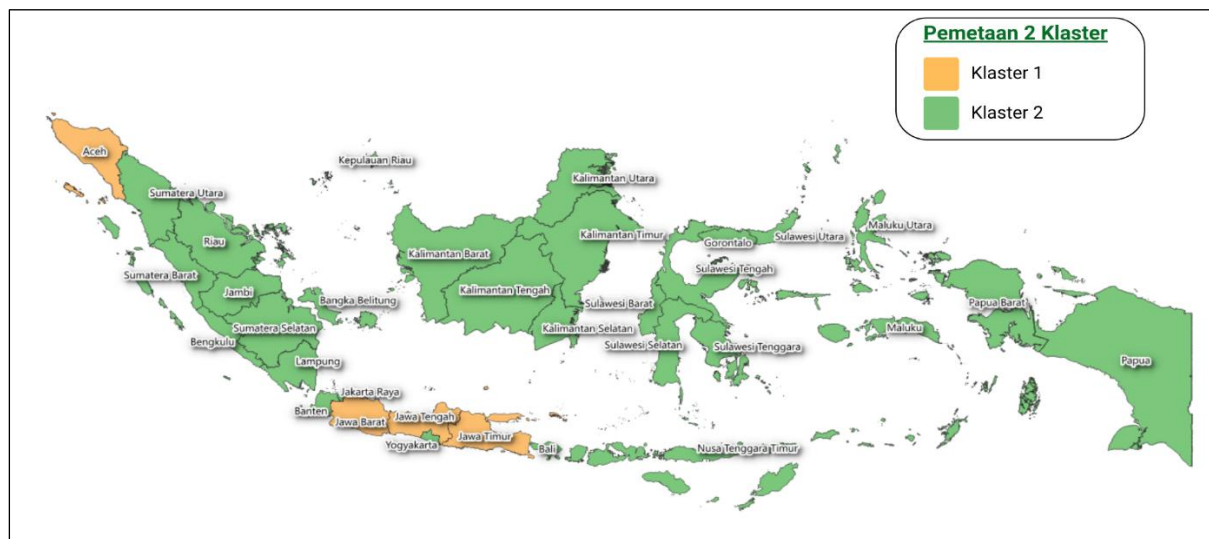 Pemetaan 2 Klaster
Klaster 1
Klaster 2
Aceh
Kepulauan Riau
Kalimantan Utara
Sumatera Utara
Maluku Utara
Riau
Kalimantan Timur
Sulawesi Utara
Gorontalo
Kalimantan Barat
Sumatera Barat
Sulawesi Tengah
Jambi
Kalimantan Tengah
Bangka Belitung
Sulawesi Barat
Papua Barat
Sumatera Selatan
Kalimantan Selatan
Maluku
Bengkulu
Sulawesi Selatan
Sulawesi Tenggara
Lampung
Papua
Jakarta Raya
Banten
Jawa Tengah
Jawa Barat
Jawa Timur
Yogyakarta
Bali
Nusa Tenggara Timur